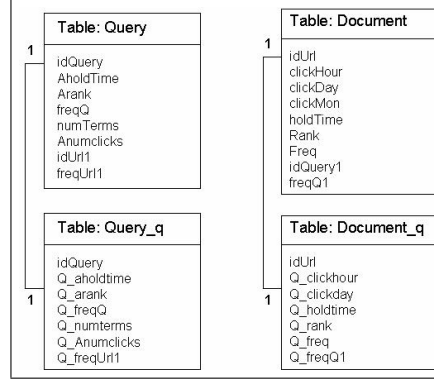 Table: Query
1
idQuery
AholdTime
Arank
freqQ
numTerms
Anumclicks
idUrl1
freqUrl1
Table: Query_q
idQuery
Q_aholdtime
Q_arank
Q_freqQ
Q_numterms
Q_Anumclicks
Q_freqUrl1
1
Table: Document
1
idUrl
clickHour
clickDay
clickMon
holdTime
Rank
Freq
idQuery1
freqQ1
Table: Document_q
idUrl
Q_clickhour
Q_clickday
Q_holdtime
Q_rank
Q_freq
Q_freqQ1
1